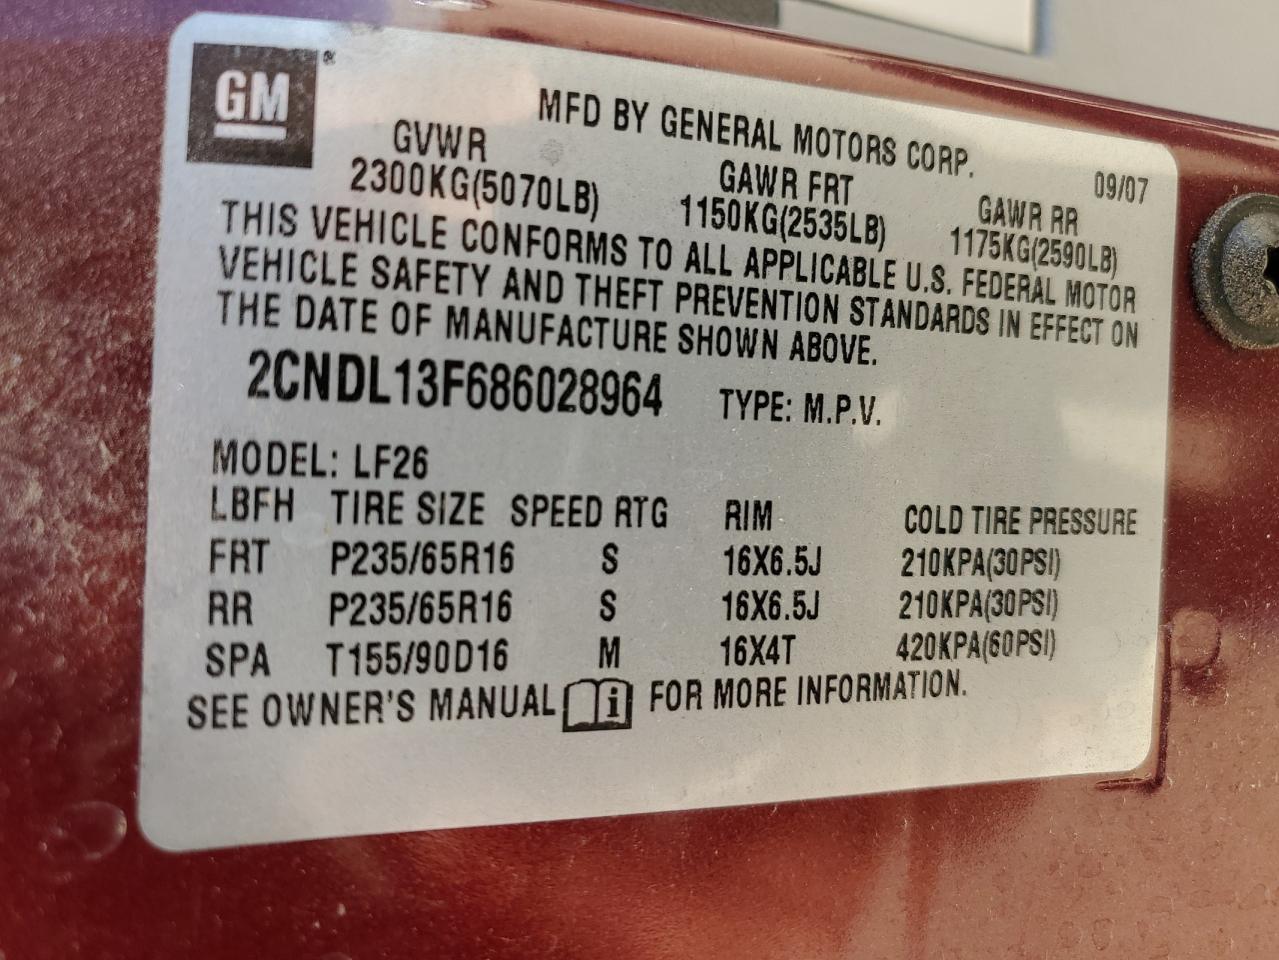 GM
MFD BY GENERAL MOTORS CORP. 09/07
GVWR GAWR FRT GAWR RR
2300KG(5070LB) 1150KG(2535LB) 1175KG(2590LB)
THIS VEHICLE CONFORMS TO ALL APPLICABLE U.S. FEDERAL MOTOR
VEHICLE SAFETY AND THEFT PREVENTION STANDARDS IN EFFECT ON
THE DATE OF MANUFACTURE SHOWN ABOVE.
2CNDL13F686028964 TYPE: M.P.V.
MODEL: LF26
LBFH TIRE SIZE SPEED RTG RIM COLD TIRE PRESSURE
FRT P235/65R16 S 16X6.5J 210KPA(30PSI)
RR P235/65R16 S 16X6.5J 210KPA(30PSI)
SPA T155/90D16 M 16X4T 420KPA(60PSI)
SEE OWNER'S MANUAL i FOR MORE INFORMATION.